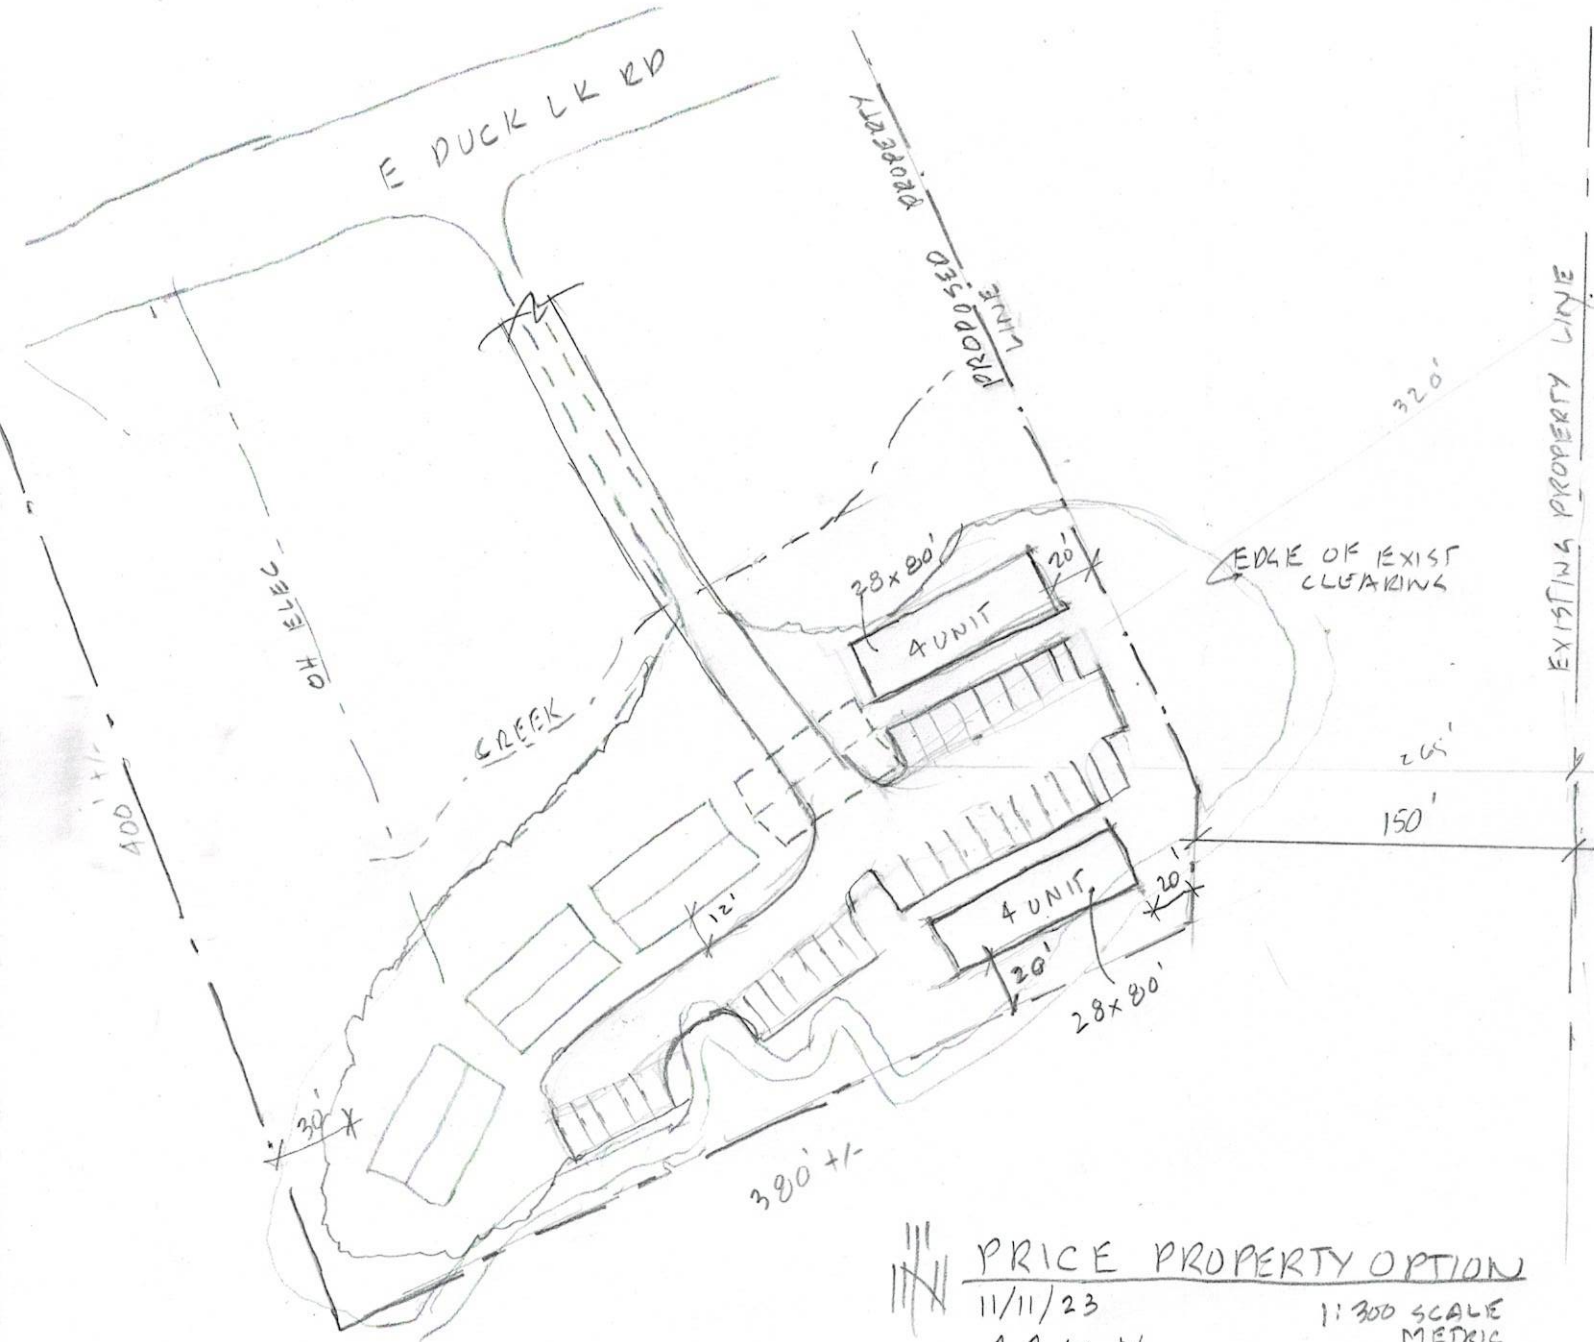 E DUCK LK RD
PROPOSED PROPERTY
LINE
EXISTING PROPERTY LINE
320'
EDGE OF EXIST
CLEARING
28x80'
20'
4 UNIT
OH ELEC
CREEK
400' +/-
265'
150'
12'
4 UNIT
20'
20'
28x80'
30'
380' +/-
N
PRICE PROPERTY OPTION
11/11/23
1:300 SCALE
METRIC